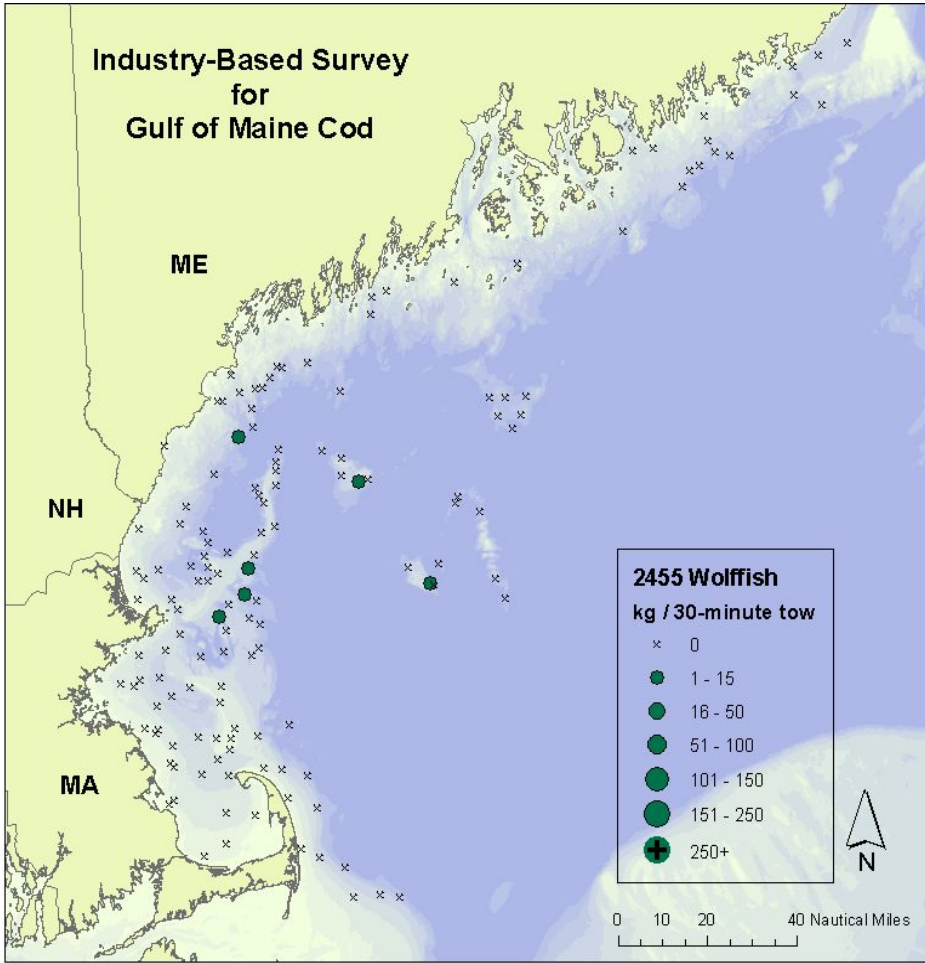 Industry-Based Survey
for
Gulf of Maine Cod
ME
NH
MA
2455 Wolffish
kg / 30-minute tow
0
1 - 15
16 - 50
51 - 100
101 - 150
151 - 250
250+
N
0 10 20 40 Nautical Miles